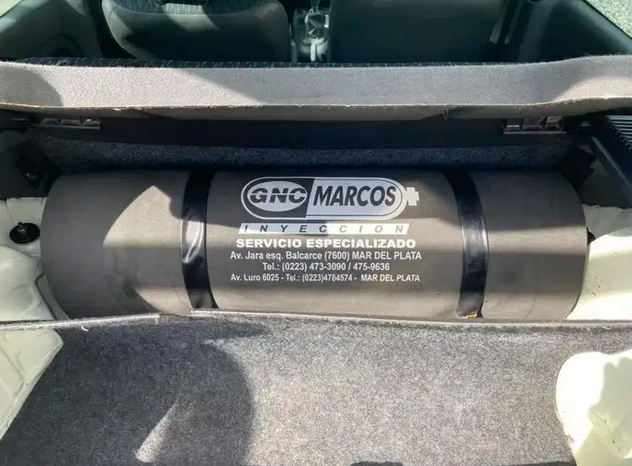 GNC MARCOS
INYECCION
SERVICIO ESPECIALIZADO
Av. Jara esq. Balcarce (7600) MAR DEL PLATA
Tel.: (0223) 473-3090 / 475-9636
Av. Luro 6025 - Tel.: (0223)4784574 - MAR DEL PLATA